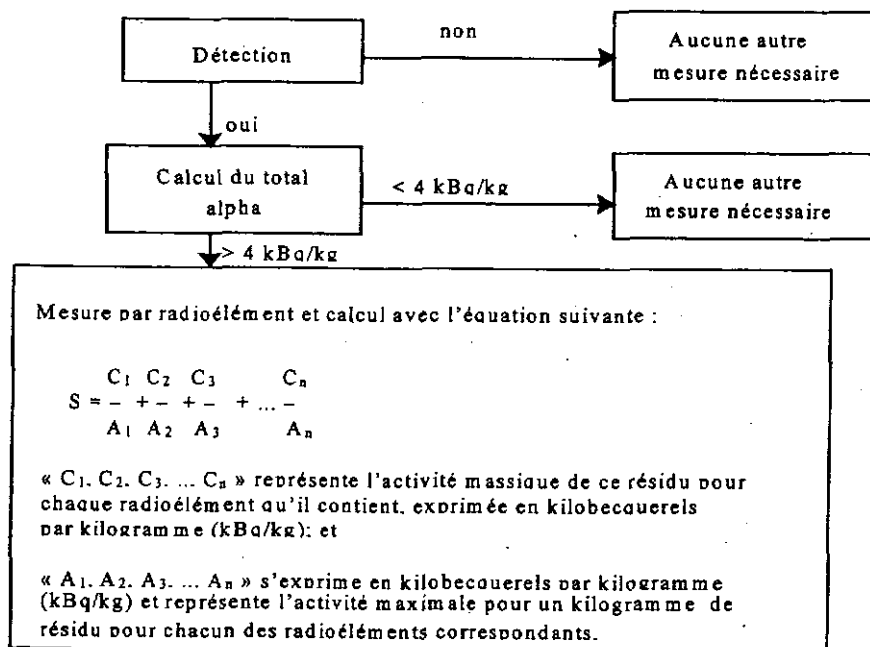 Détection
non
Aucune autre
mesure nécessaire
oui
Calcul du total
alpha
< 4 kBq/kg
Aucune autre
mesure nécessaire
> 4 kBq/kg
Mesure par radioélément et calcul avec l'équation suivante :
C₁ C₂ C₃ Cₙ
S = – + – + – + ... –
A₁ A₂ A₃ Aₙ
« C₁, C₂, C₃, ... Cₙ » représente l'activité massique de ce résidu pour
chaque radioélément qu'il contient, exprimée en kilobecquerels
par kilogramme (kBq/kg); et
« A₁, A₂, A₃, ... Aₙ » s'exprime en kilobecquerels par kilogramme
(kBq/kg) et représente l'activité maximale pour un kilogramme de
résidu pour chacun des radioéléments correspondants.